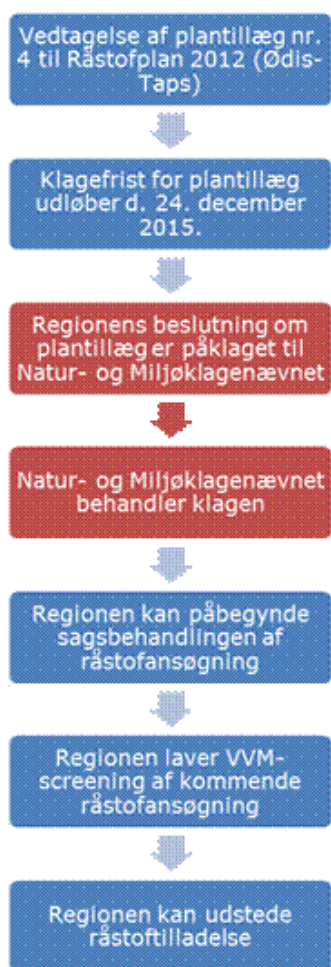 Vedtagelse af plantillæg nr.
4 til Råstofplan 2012 (Ødis-
Taps)
Klagefrist for plantillæg
udløber d. 24. december
2015.
Regionens beslutning om
plantillæg er påklaget til
Natur- og Miljøklagenævnet
Natur- og Miljøklagenævnet
behandler klagen
Regionen kan påbegynde
sagsbehandlingen af
råstofansøgning
Regionen laver VVM-
screening af kommende
råstofansøgning
Regionen kan udstede
råstoftilladelse